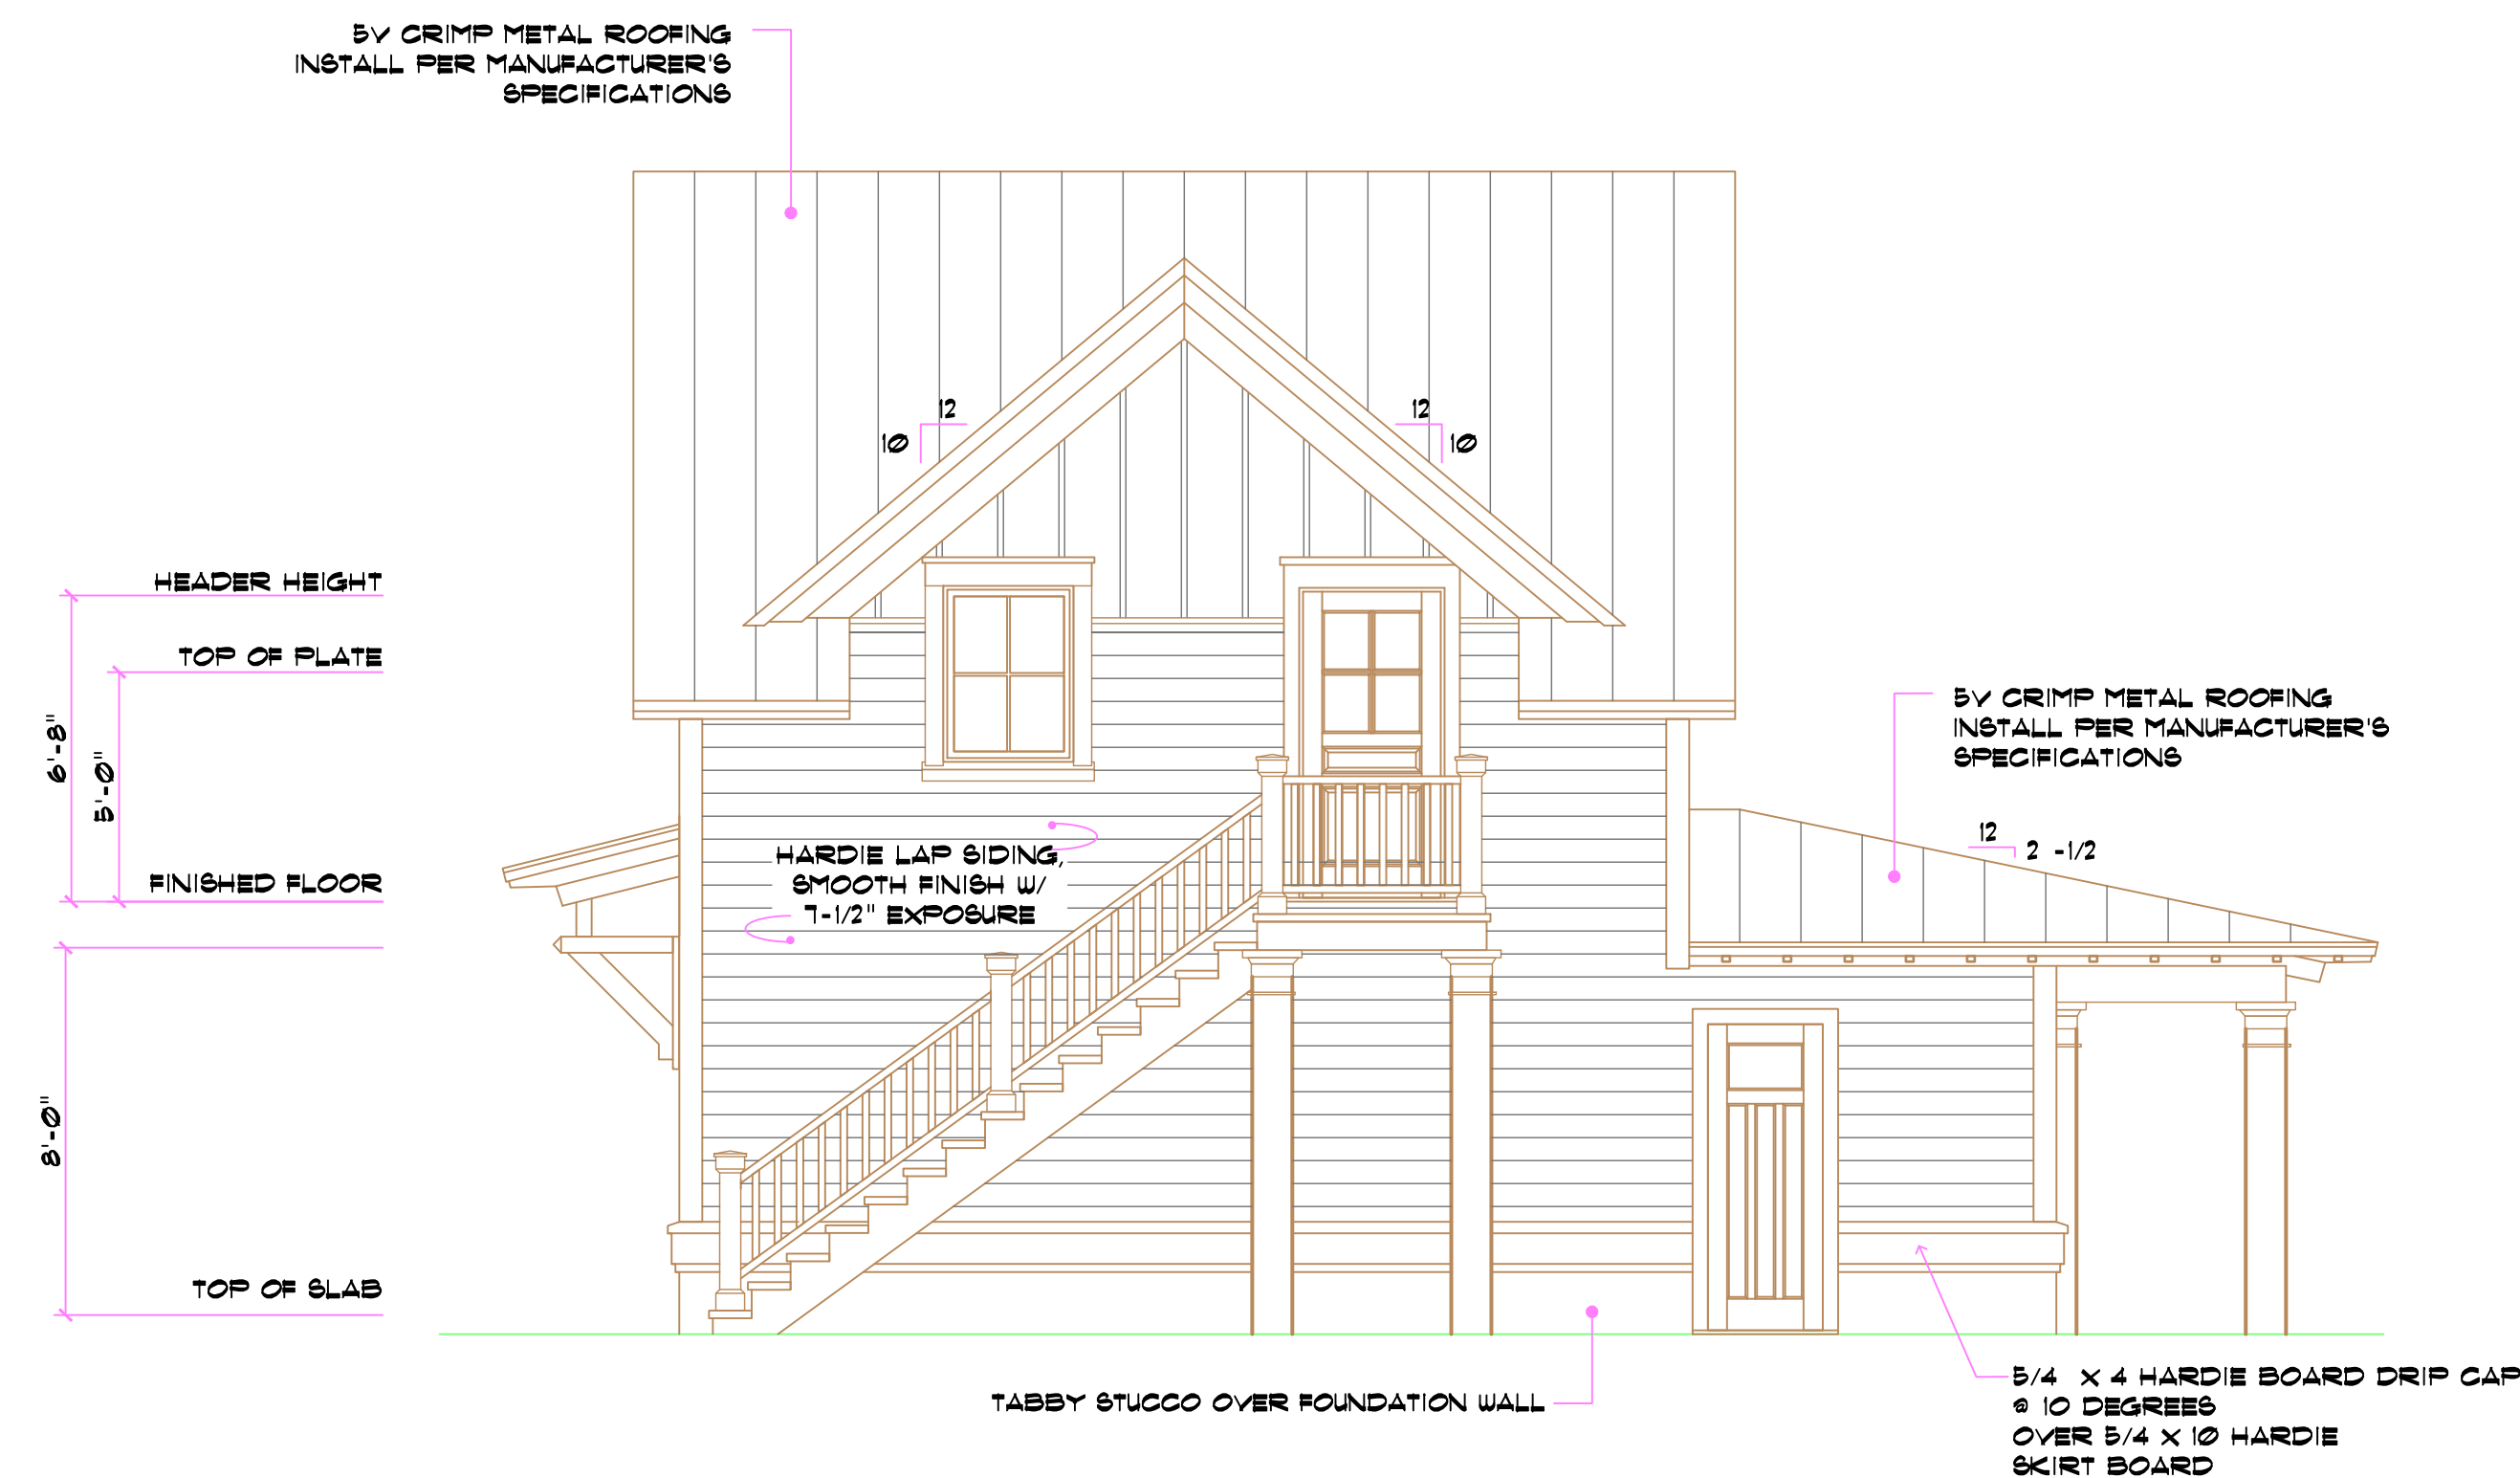 5V CRIMP METAL ROOFING
INSTALL PER MANUFACTURER'S
SPECIFICATIONS
12
10
12
10
HEADER HEIGHT
TOP OF PLATE
6'-8"
5'-0"
FINISHED FLOOR
5V CRIMP METAL ROOFING
INSTALL PER MANUFACTURER'S
SPECIFICATIONS
12
2 -1/2
HARDIE LAP SIDING,
SMOOTH FINISH W/
7-1/2" EXPOSURE
8'-0"
TOP OF SLAB
TABBY STUCCO OVER FOUNDATION WALL
5/4 X 4 HARDIE BOARD DRIP CAP
@ 10 DEGREES
OVER 5/4 X 10 HARDIE
SKIRT BOARD